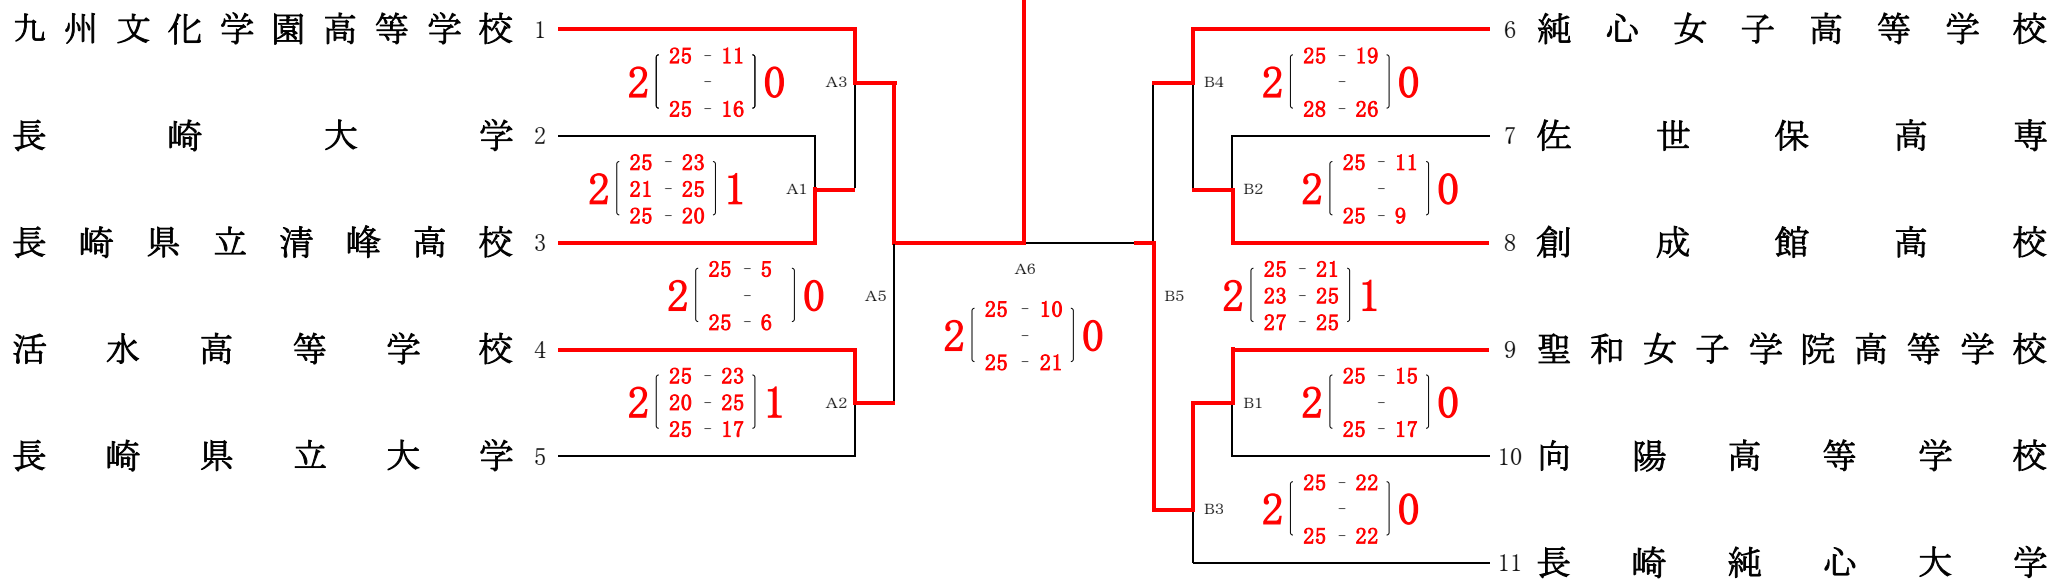 九州文化学園高等学校 1
6 純心女子高等学校
25 - 11
2 - 0 A3
25 - 16
25 - 19
B4 2 - 0
28 - 26
長崎大学 2
7 佐世保高専
25 - 23
2 21 - 25 1 A1
25 - 20
25 - 11
B2 2 - 0
25 - 9
長崎県立清峰高校 3
8 創成館高校
25 - 5
2 - 0 A5
25 - 6
A6
25 - 10
2 - 0
25 - 21
25 - 21
B5 2 23 - 25 1
27 - 25
活水高等学校 4
9 聖和女子学院高等学校
25 - 23
2 20 - 25 1 A2
25 - 17
25 - 15
B1 2 - 0
25 - 17
長崎県立大学 5
10 向陽高等学校
25 - 22
B3 2 - 0
25 - 22
11 長崎純心大学